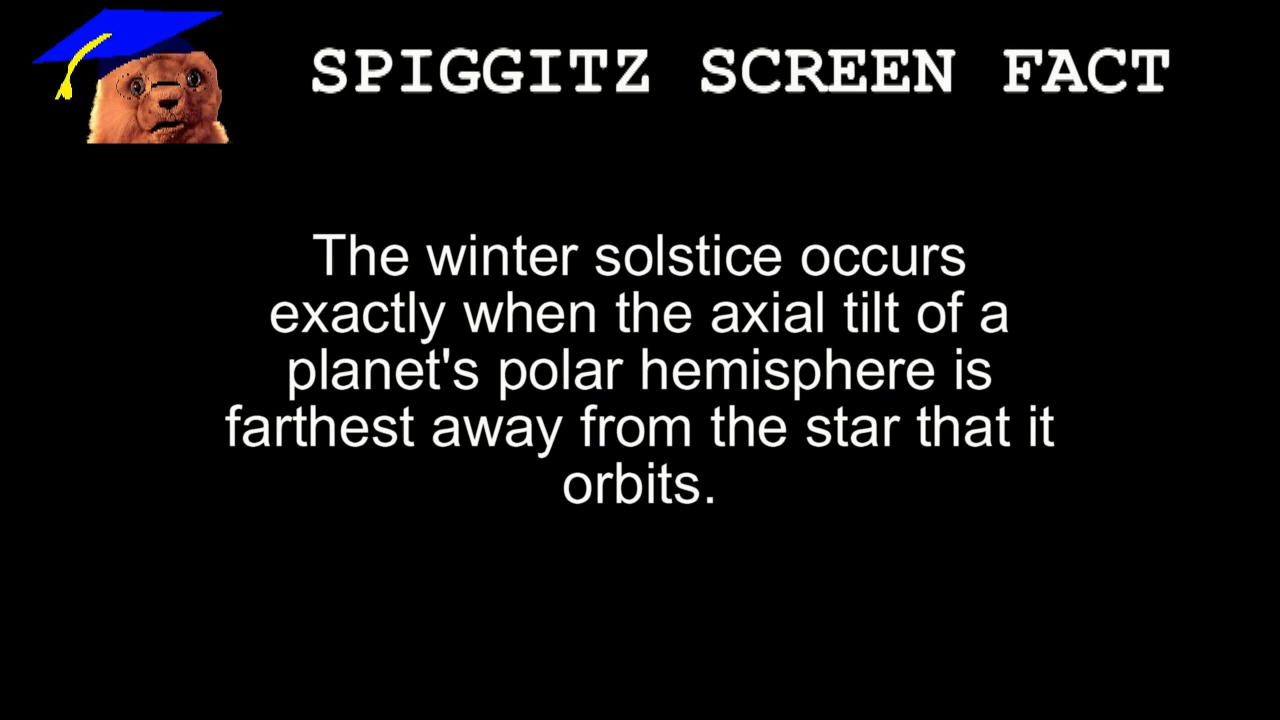 SPIGGITZ SCREEN FACT
The winter solstice occurs
exactly when the axial tilt of a
planet's polar hemisphere is
farthest away from the star that it
orbits.